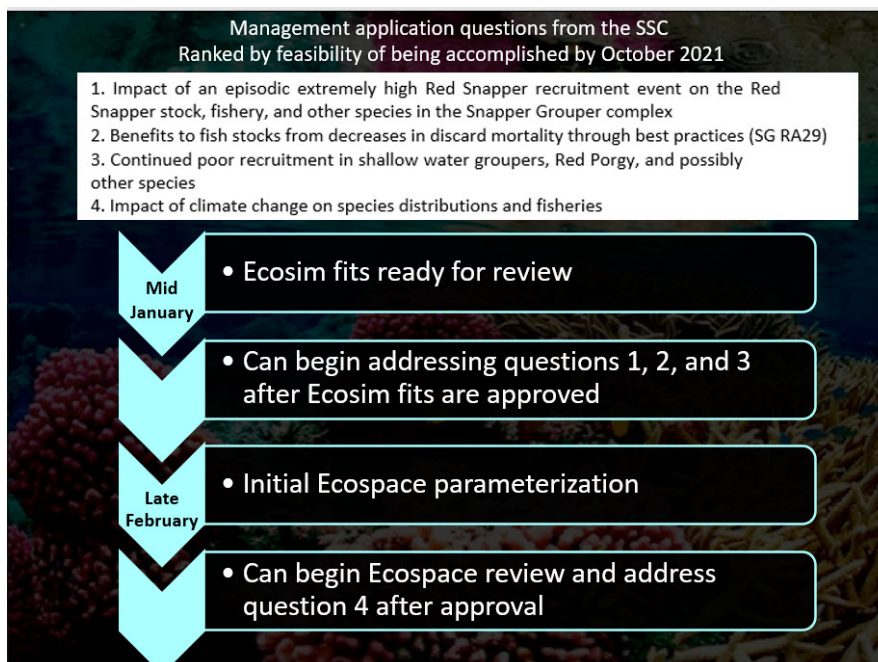 Management application questions from the SSC
Ranked by feasibility of being accomplished by October 2021
1. Impact of an episodic extremely high Red Snapper recruitment event on the Red
Snapper stock, fishery, and other species in the Snapper Grouper complex
2. Benefits to fish stocks from decreases in discard mortality through best practices (SG RA29)
3. Continued poor recruitment in shallow water groupers, Red Porgy, and possibly
other species
4. Impact of climate change on species distributions and fisheries
Mid
January
• Ecosim fits ready for review
• Can begin addressing questions 1, 2, and 3
after Ecosim fits are approved
Late
February
• Initial Ecospace parameterization
• Can begin Ecospace review and address
question 4 after approval